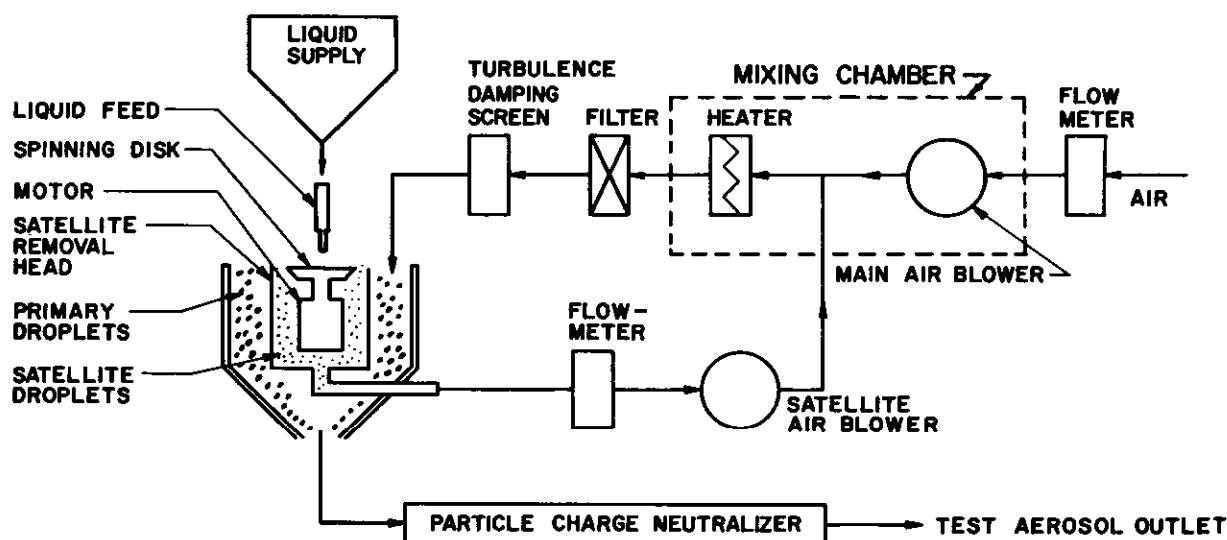 LIQUID
SUPPLY
LIQUID FEED
SPINNING DISK
MOTOR
SATELLITE
REMOVAL
HEAD
PRIMARY
DROPLETS
SATELLITE
DROPLETS
TURBULENCE
DAMPING
SCREEN
FILTER
MIXING CHAMBER
HEATER
FLOW
METER
AIR
MAIN AIR BLOWER
FLOW-
METER
SATELLITE
AIR BLOWER
PARTICLE CHARGE NEUTRALIZER
TEST AEROSOL OUTLET